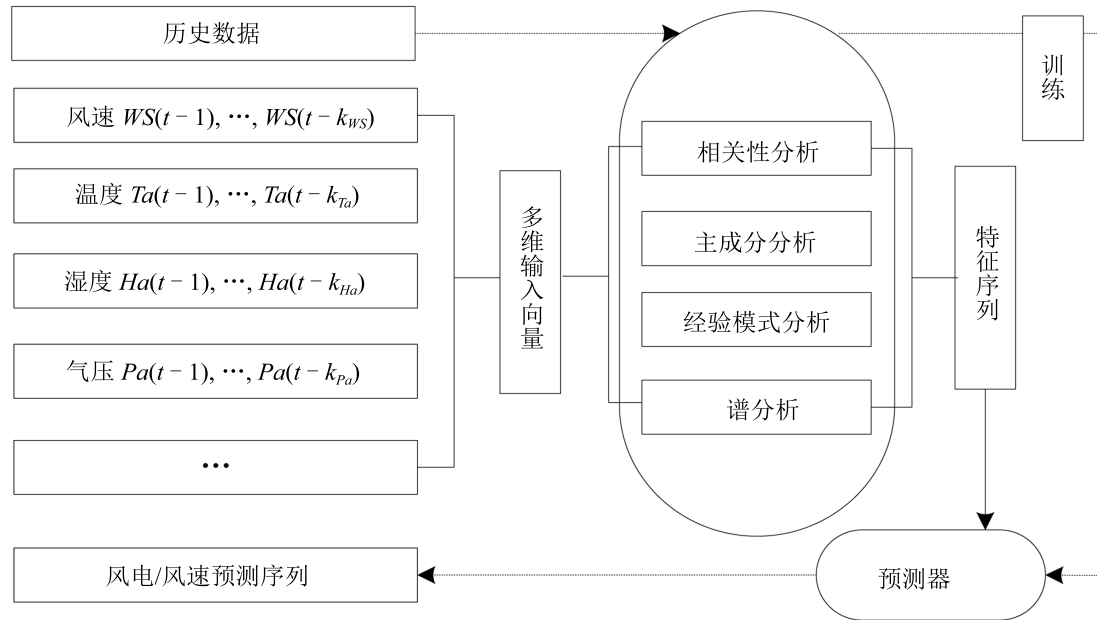 历史数据
训练
风速 WS(t − 1), ···, WS(t − k_WS)
温度 Ta(t − 1), ···, Ta(t − k_Ta)
湿度 Ha(t − 1), ···, Ha(t − k_Ha)
气压 Pa(t − 1), ···, Pa(t − k_Pa)
···
多维输入向量
相关性分析
主成分分析
经验模式分析
谱分析
特征序列
预测器
风电/风速预测序列